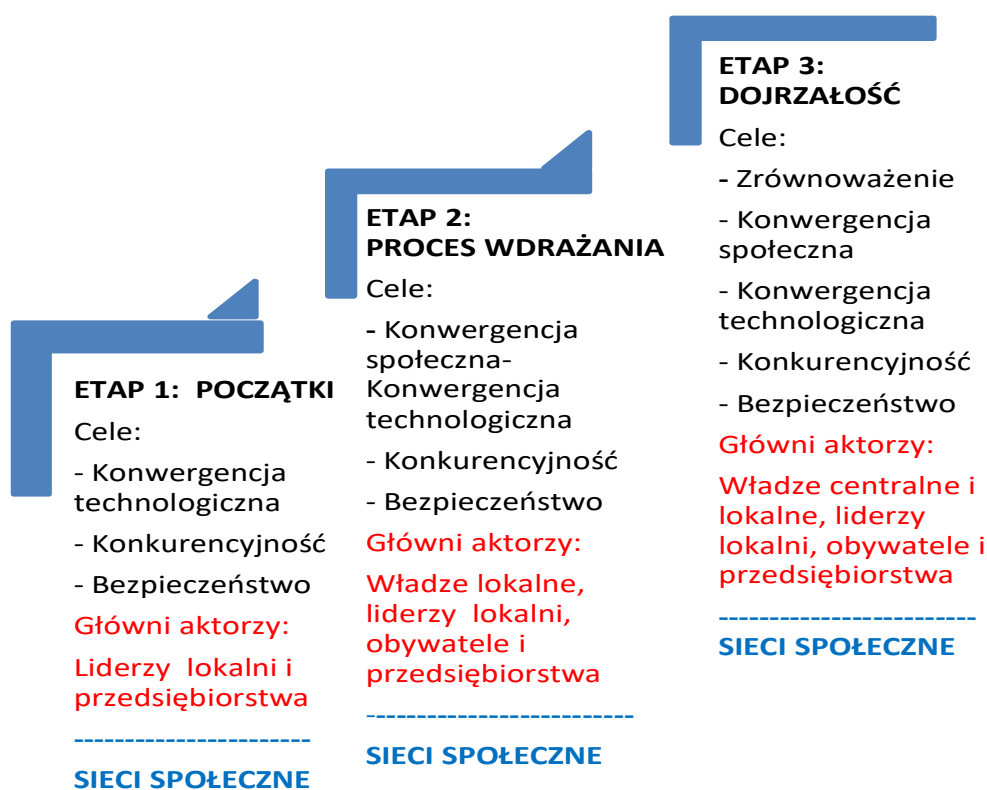 ETAP 1:  POCZĄTKI
Cele:
- Konwergencja
technologiczna
- Konkurencyjność
- Bezpieczeństwo
Główni aktorzy:
Liderzy  lokalni i
przedsiębiorstwa
-----------------------
SIECI SPOŁECZNE
ETAP 2:
PROCES WDRAŻANIA
Cele:
- Konwergencja
społeczna-
Konwergencja
technologiczna
- Konkurencyjność
- Bezpieczeństwo
Główni aktorzy:
Władze lokalne,
liderzy  lokalni,
obywatele i
przedsiębiorstwa
--------------------------
SIECI SPOŁECZNE
ETAP 3:
DOJRZAŁOŚĆ
Cele:
- Zrównoważenie
- Konwergencja
społeczna
- Konwergencja
technologiczna
- Konkurencyjność
- Bezpieczeństwo
Główni aktorzy:
Władze centralne i
lokalne, liderzy
lokalni, obywatele i
przedsiębiorstwa
-------------------------
SIECI SPOŁECZNE